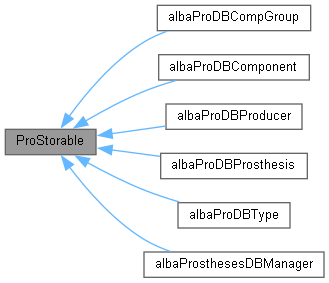 albaProDBCompGroup
albaProDBComponent
albaProDBProducer
ProStorable
albaProDBProsthesis
albaProDBType
albaProsthesesDBManager